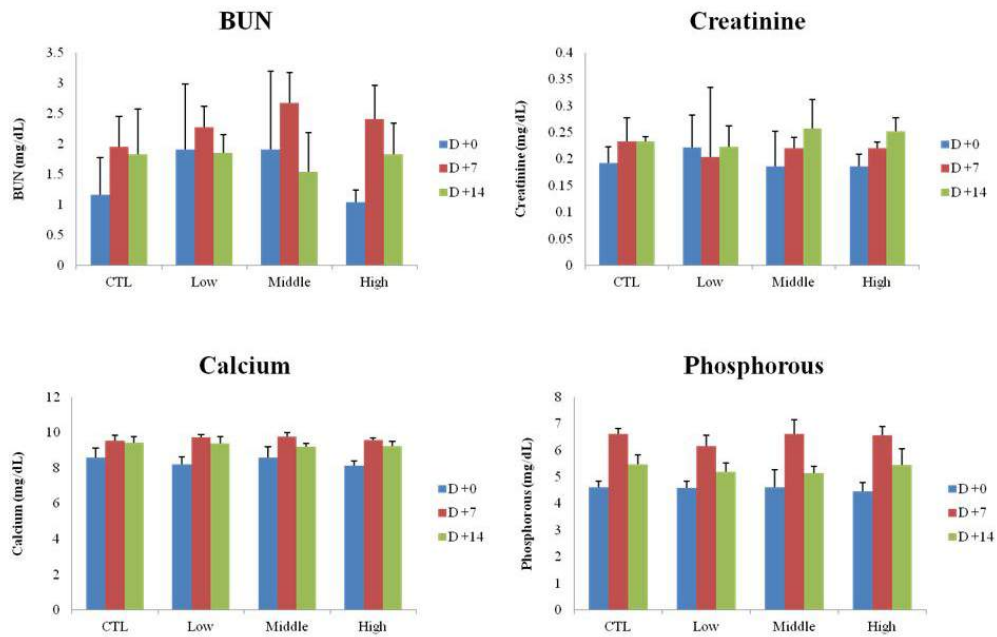 BUN
BUN (mg/dL)
3.5
3
2.5
2
1.5
1
0.5
0
CTL Low Middle High
D +0
D +7
D +14
Creatinine
Creatinine (mg/dL)
0.4
0.35
0.3
0.25
0.2
0.15
0.1
0.05
0
CTL Low Middle High
D +0
D +7
D +14
Calcium
Calcium (mg/dL)
12
10
8
6
4
2
0
CTL Low Middle High
D +0
D +7
D +14
Phosphorous
Phosphorous (mg/dL)
8
7
6
5
4
3
2
1
0
CTL Low Middle High
D +0
D +7
D +14